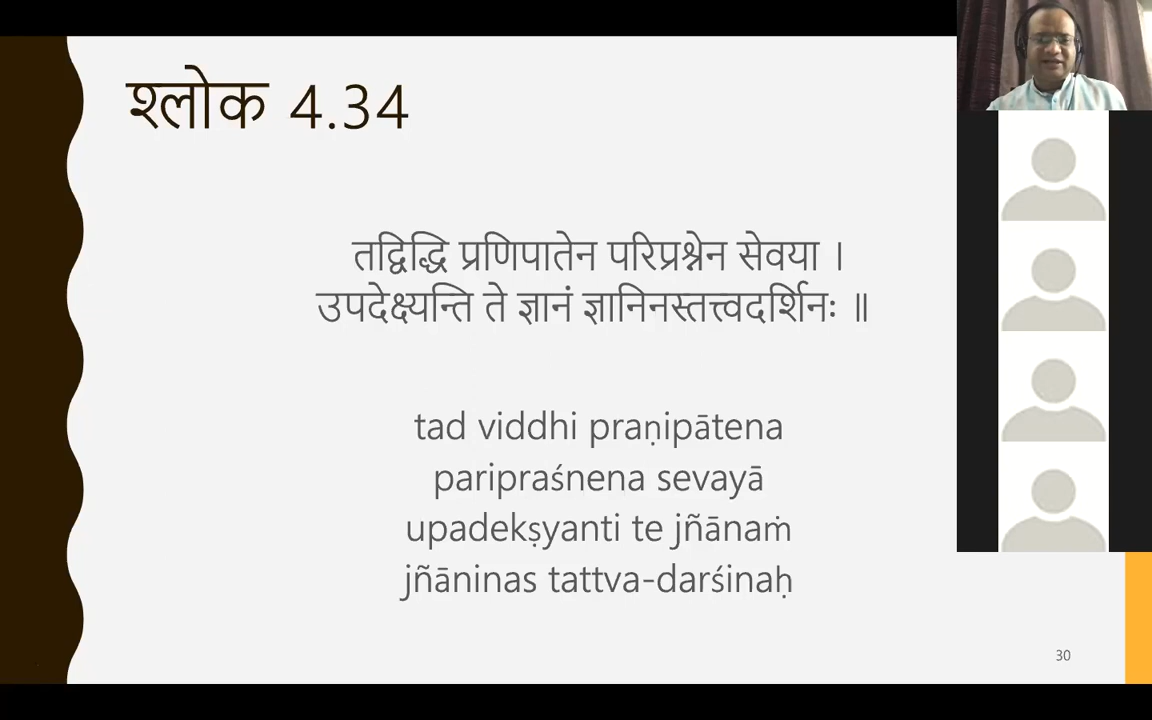 श्लोक 4.34
तद्विद्धि प्रणिपातेन परिप्रश्नेन सेवया ।
उपदेक्ष्यन्ति ते ज्ञानं ज्ञानिनस्तत्त्वदर्शिनः ॥
tad viddhi praṇipātena
paripraśnena sevayā
upadekṣyanti te jñānaṁ
jñāninas tattva-darśinaḥ
30